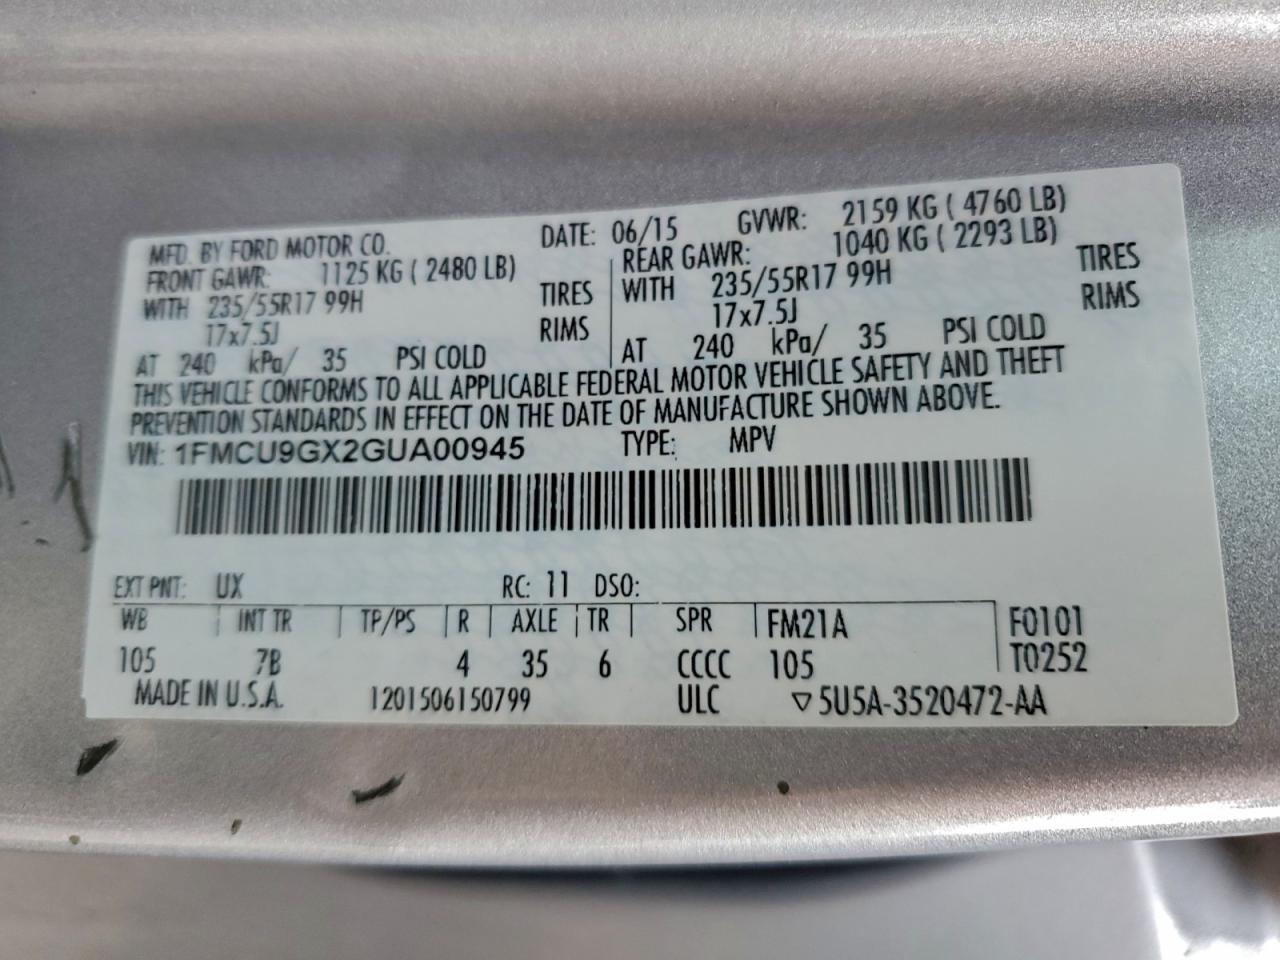 MFD. BY FORD MOTOR CO. DATE: 06/15 GVWR: 2159 KG ( 4760 LB)
FRONT GAWR: 1125 KG ( 2480 LB) REAR GAWR: 1040 KG ( 2293 LB)
WITH 235/55R17 99H TIRES WITH 235/55R17 99H TIRES
17x7.5J RIMS 17x7.5J RIMS
AT 240 kPa/ 35 PSI COLD AT 240 kPa/ 35 PSI COLD
THIS VEHICLE CONFORMS TO ALL APPLICABLE FEDERAL MOTOR VEHICLE SAFETY AND THEFT
PREVENTION STANDARDS IN EFFECT ON THE DATE OF MANUFACTURE SHOWN ABOVE.
VIN: 1FMCU9GX2GUA00945 TYPE: MPV
EXT PNT: UX RC: 11 DSO:
WB INT TR TP/PS R AXLE TR SPR FM21A F0101
105 7B 4 35 6 CCCC 105 T0252
MADE IN U.S.A. 1201506150799 ULC ▽5U5A-3520472-AA